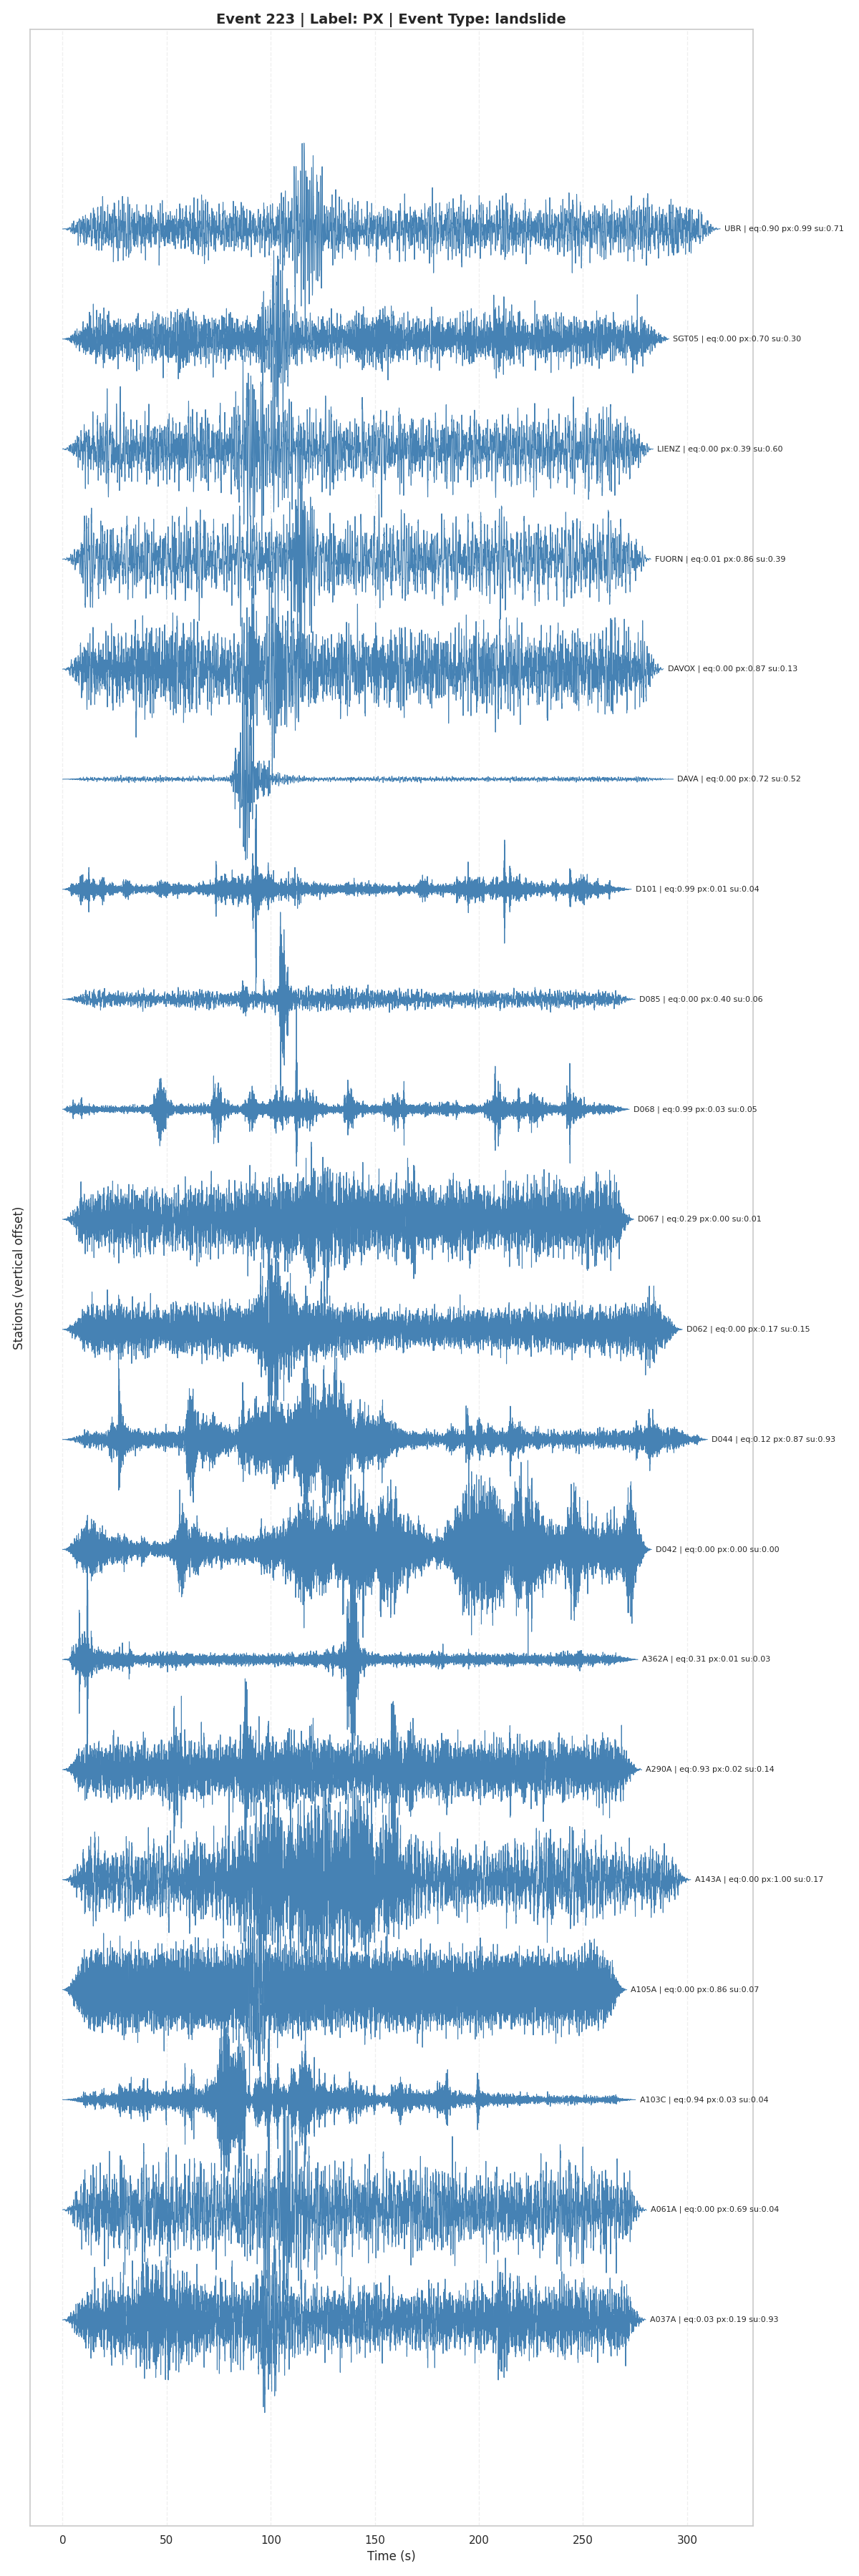 Event 223 | Label: PX | Event Type: landslide
UBR | eq:0.90 px:0.99 su:0.71
SGT05 | eq:0.00 px:0.70 su:0.30
LIENZ | eq:0.00 px:0.39 su:0.60
FUORN | eq:0.01 px:0.86 su:0.39
DAVOX | eq:0.00 px:0.87 su:0.13
DAVA | eq:0.00 px:0.72 su:0.52
D101 | eq:0.99 px:0.01 su:0.04
D085 | eq:0.00 px:0.40 su:0.06
D068 | eq:0.99 px:0.03 su:0.05
D067 | eq:0.29 px:0.00 su:0.01
D062 | eq:0.00 px:0.17 su:0.15
D044 | eq:0.12 px:0.87 su:0.93
D042 | eq:0.00 px:0.00 su:0.00
A362A | eq:0.31 px:0.01 su:0.03
A290A | eq:0.93 px:0.02 su:0.14
A143A | eq:0.00 px:1.00 su:0.17
A105A | eq:0.00 px:0.86 su:0.07
A103C | eq:0.94 px:0.03 su:0.04
A061A | eq:0.00 px:0.69 su:0.04
A037A | eq:0.03 px:0.19 su:0.93
Stations (vertical offset)
0 50 100 150 200 250 300
Time (s)